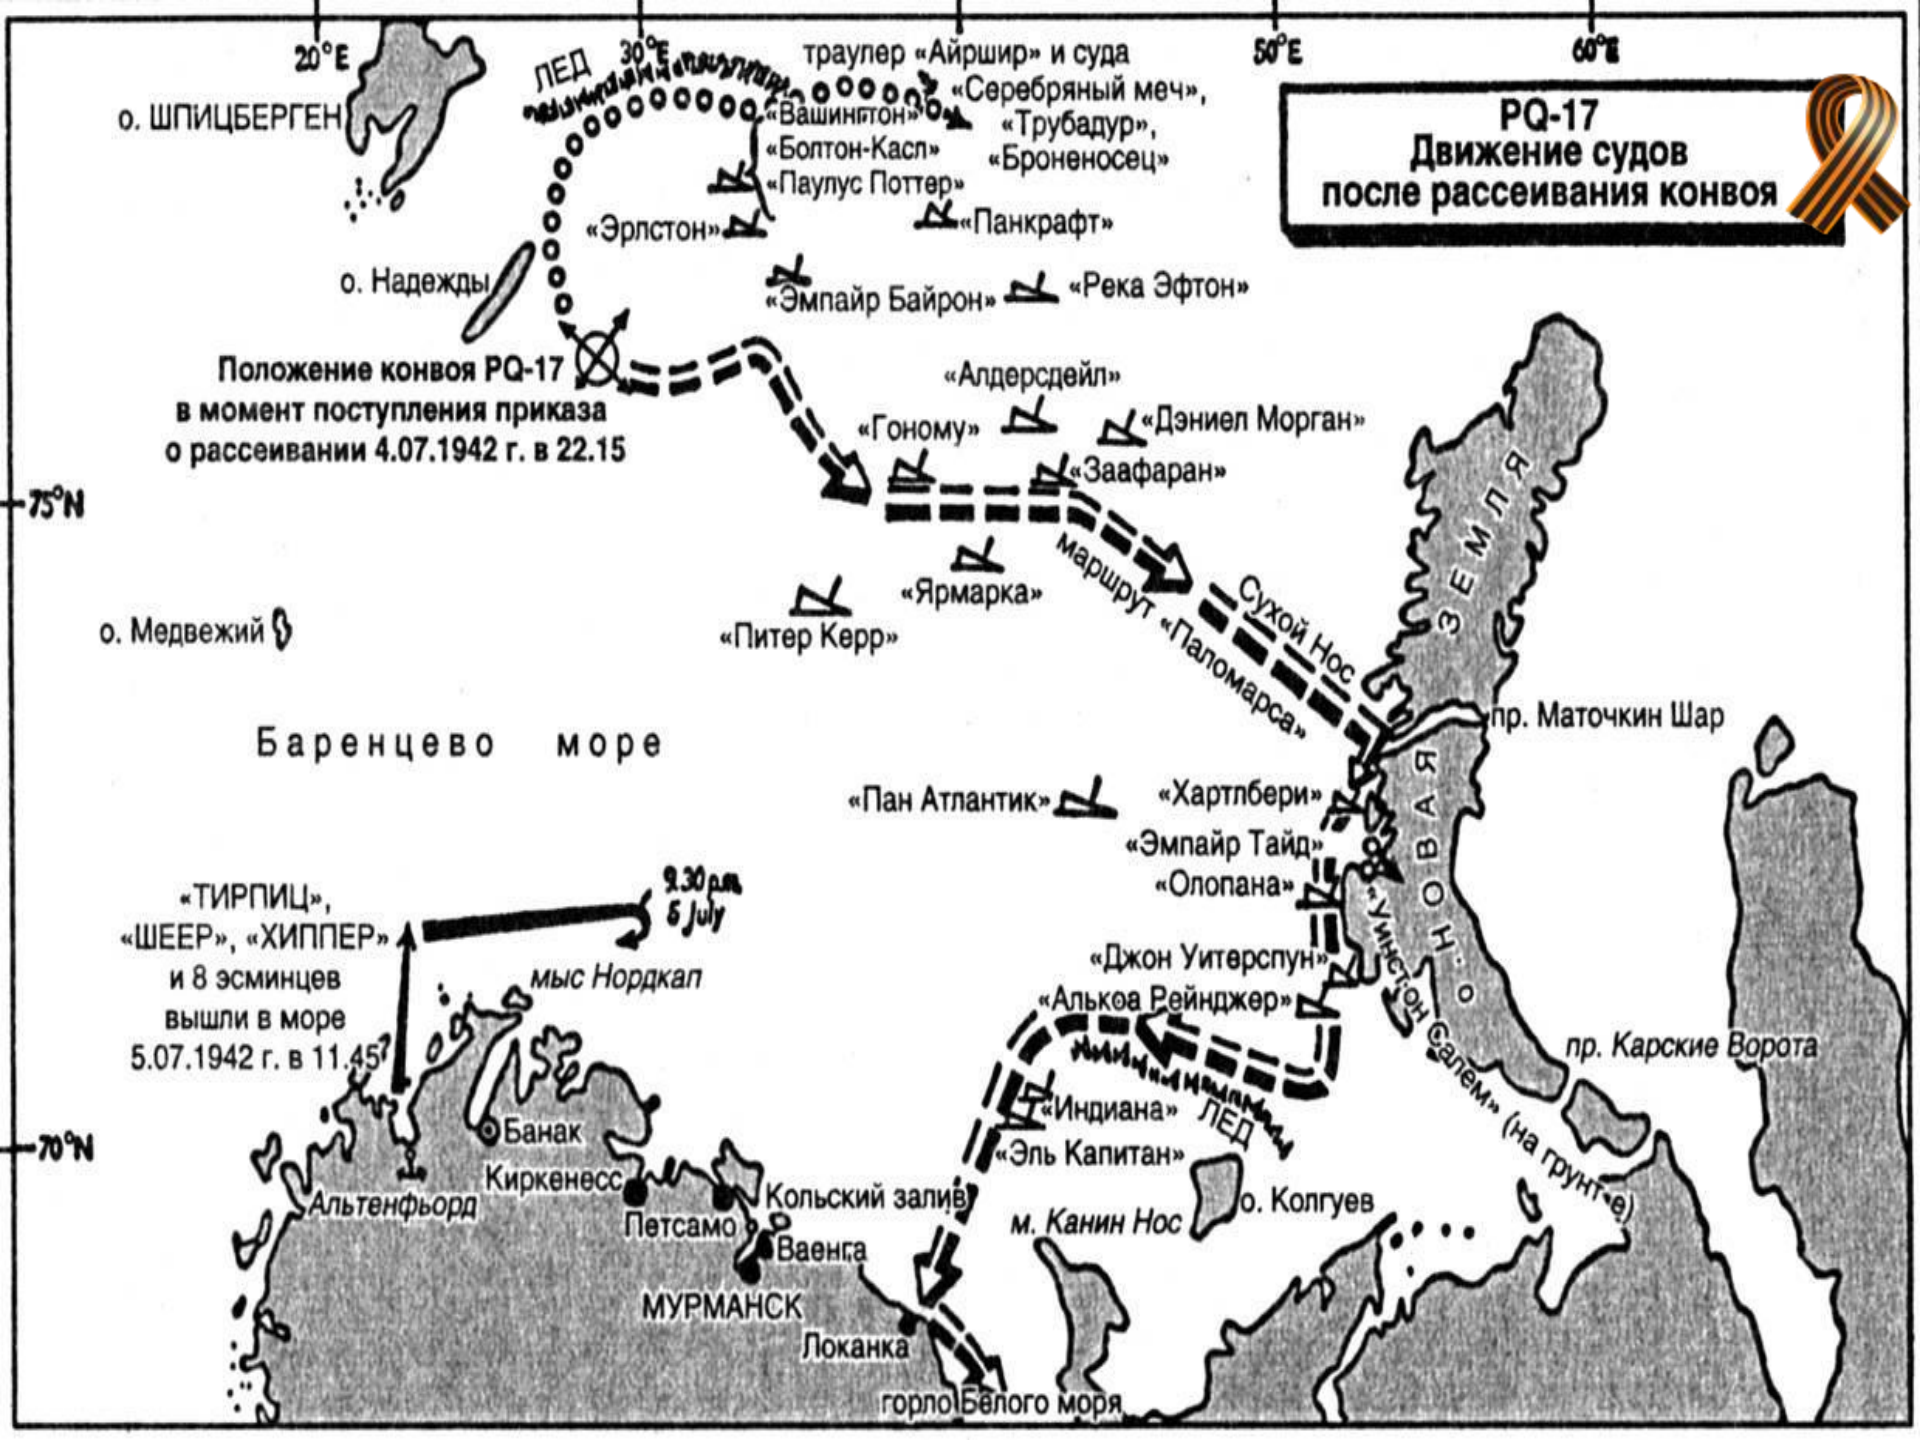 20°E
30°E
50°E
60°E
ЛЕД
траулер «Айршир» и суда
«Серебряный меч»,
«Трубадур»,
«Броненосец»
PQ-17
Движение судов
после рассеивания конвоя
о. ШПИЦБЕРГЕН
«Вашингтон»
«Болтон-Касл»
«Паулус Поттер»
«Эрлстон»
«Панкрафт»
о. Надежды
«Эмпайр Байрон»
«Река Эфтон»
Положение конвоя PQ-17
в момент поступления приказа
о рассеивании 4.07.1942 г. в 22.15
«Алдерсдейл»
«Гоному»
«Дэниел Морган»
«Заафаран»
75°N
«Ярмарка»
«Питер Керр»
маршрут «Паломарса»
Сухой Нос
ЗЕМЛЯ
о. Медвежий
Баренцево море
пр. Маточкин Шар
«Пан Атлантик»
«Хартлбери»
«Эмпайр Тайд»
«Олопана»
о. НОВАЯ
«Уинстон Салем» (на грунте)
«ТИРПИЦ»,
«ШЕЕР», «ХИППЕР»
и 8 эсминцев
вышли в море
5.07.1942 г. в 11.45
9.30 p.m.
5 July
мыс Нордкап
«Джон Уитерспун»
«Алькоа Рейнджер»
пр. Карские Ворота
«Индиана»
ЛЕД
«Эль Капитан»
70°N
Банак
Альтенфьорд
Киркенесс
Петсамо
Кольский залив
Ваенга
МУРМАНСК
м. Канин Нос
о. Колгуев
Локанка
горло Белого моря